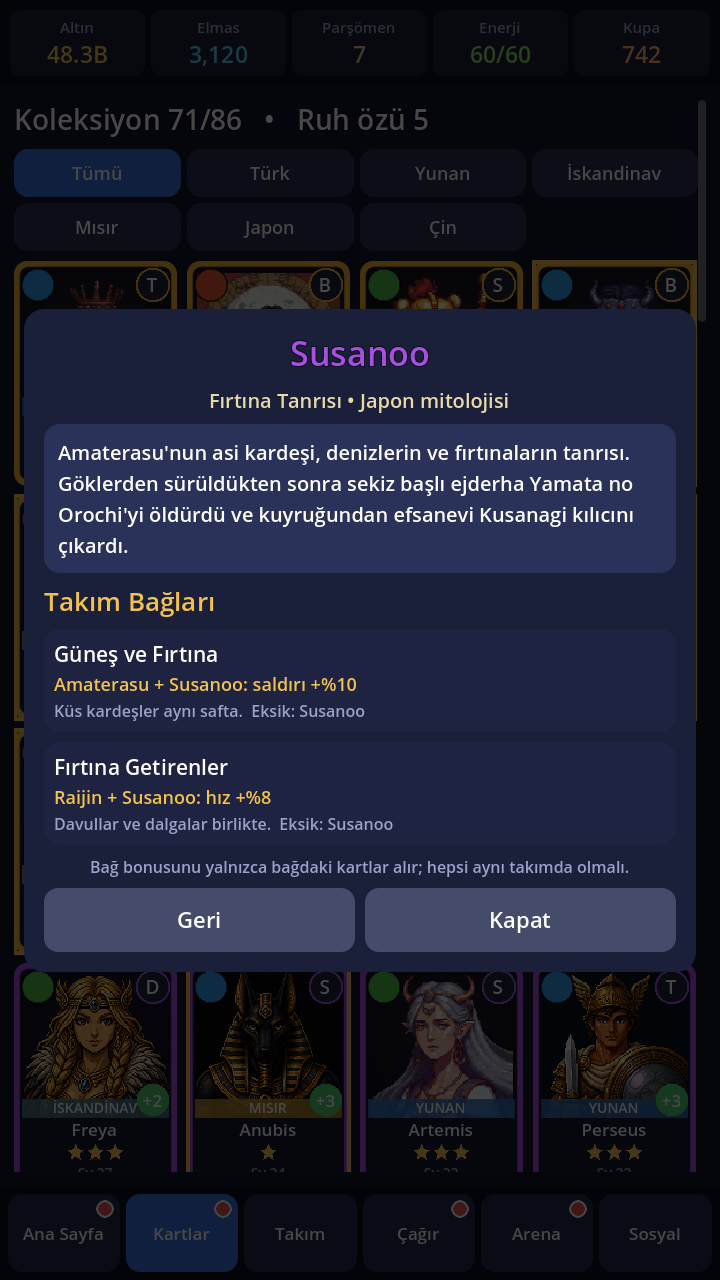 Altın Elmas Parşömen Enerji Kupa
48.3B 3,120 7 60/60 742
Koleksiyon 71/86 • Ruh özü 5
Tümü Türk Yunan İskandinav
Mısır Japon Çin
T B S B
Susanoo
Fırtına Tanrısı • Japon mitolojisi
Amaterasu'nun asi kardeşi, denizlerin ve fırtınaların tanrısı.
Göklerden sürüldükten sonra sekiz başlı ejderha Yamata no
Orochi'yi öldürdü ve kuyruğundan efsanevi Kusanagi kılıcını
çıkardı.
Takım Bağları
Güneş ve Fırtına
Amaterasu + Susanoo: saldırı +%10
Küs kardeşler aynı safta. Eksik: Susanoo
Fırtına Getirenler
Raijin + Susanoo: hız +%8
Davullar ve dalgalar birlikte. Eksik: Susanoo
Bağ bonusunu yalnızca bağdaki kartlar alır; hepsi aynı takımda olmalı.
Geri Kapat
D S S T
+2 +3 +3
İSKANDİNAV MISIR YUNAN YUNAN
Freya Anubis Artemis Perseus
Ana Sayfa Kartlar Takım Çağır Arena Sosyal